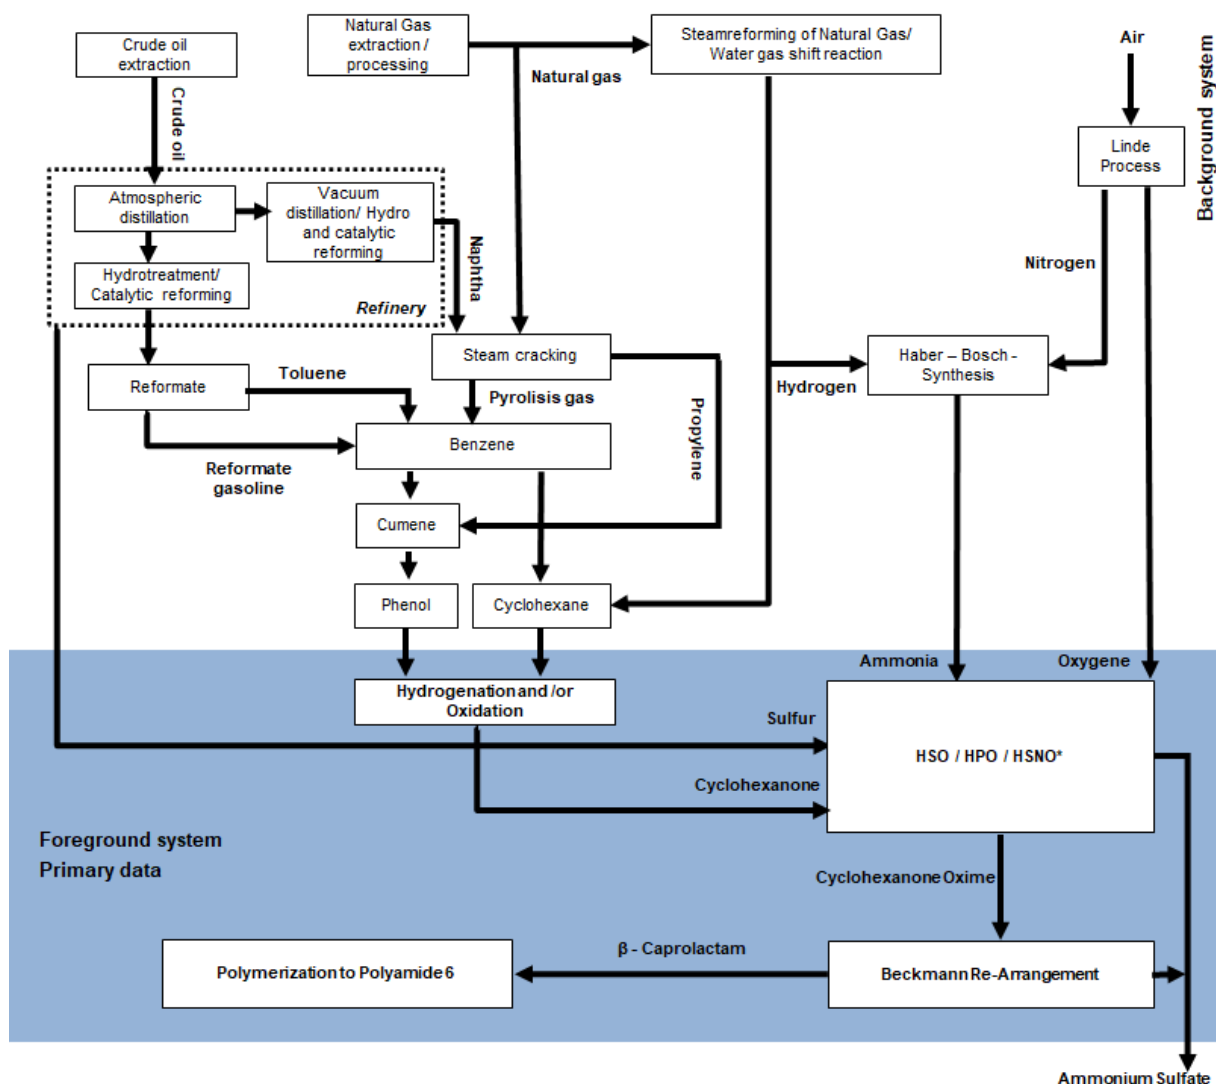 Crude oil
extraction
Natural Gas
extraction /
processing
Steamreforming of Natural Gas/
Water gas shift reaction
Air
Background system
Natural gas
Crude oil
Linde
Process
Atmospheric
distillation
Vacuum
distillation/ Hydro
and catalytic
reforming)
Naphtha
Nitrogen
Hydrotreatment/
Catalytic reforming)
Refinery
Steam cracking
Haber – Bosch -
Synthesis
Reformate
Toluene
Pyrolisis gas
Hydrogen
Propylene
Benzene
Reformate
gasoline
Cumene
Phenol
Cyclohexane
Ammonia
Oxygene
Hydrogenation and /or
Oxidation
Sulfur
HSO / HPO / HSNO*
Cyclohexanone
Foreground system
Primary data
Cyclohexanone Oxime
β - Caprolactam
Polymerization to Polyamide 6
Beckmann Re-Arrangement
Ammonium Sulfate